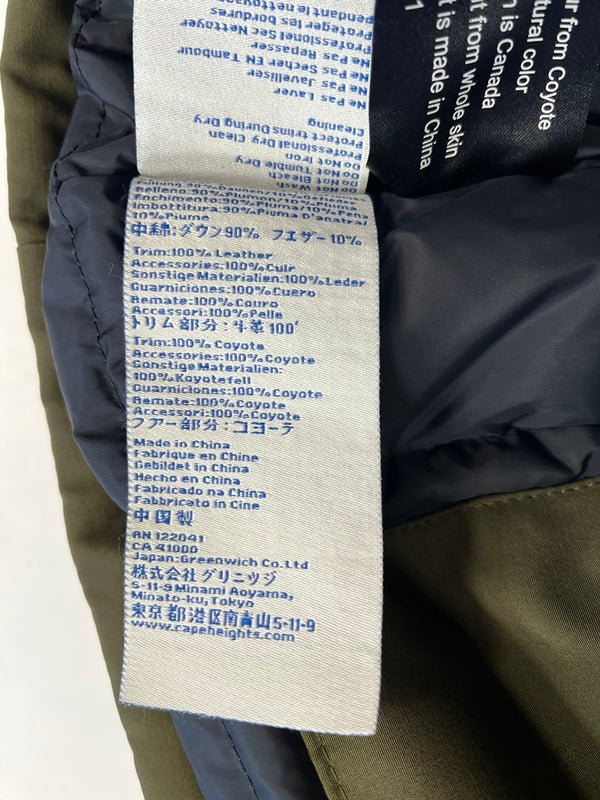 Pendant le nettoyage
Proteger les bordures
Professionnel Sec Nettoyer
Ne Pas Repasser
Ne Pas Secher EN Tambour
Ne Pas Javelliser
Ne Pas Laver
Cleaning
Protect trims During Dry
Professional Dry Clean
Do Not Iron
Do Not Tumble Dry
Do Not Bleach
Do Not Wash
ur from Coyote
tural color
n is Canada
t from whole skin
t is made in China
1
Imbottitura:90%Piuma D'anatra/
10%Piume
中綿:ダウン90% フエザー10%
Trim:100% Leather
Accessories:100%Cuir
Sonstige Materialien:100%Leder
Guarniciones:100%Cuero
Remate:100%Couro
Accessori:100%Pelle
トリム部分:牛革100'
Trim:100% Coyota
Accessories:100%Coyote
Gonstige Materialien:
100%Koyotefell
Guarniciones:100%Coyote
Remate:100%Coyote
Accessori:100%Coyote
フアー部分:コヨーテ
Made in China
Fabrique en Chine
Gebildet in China
Hecho en China
Fabricado na China
Fabbricato in Cine
中国製
RN 122041
CA 41000
Japan:Greenwich Co.Ltd
株式会社グリニッジ
5-11-9 Minami Aoyama,
Minato-ku,Tokyo
東京都港区南青山5-11-9
www.capeheights.com